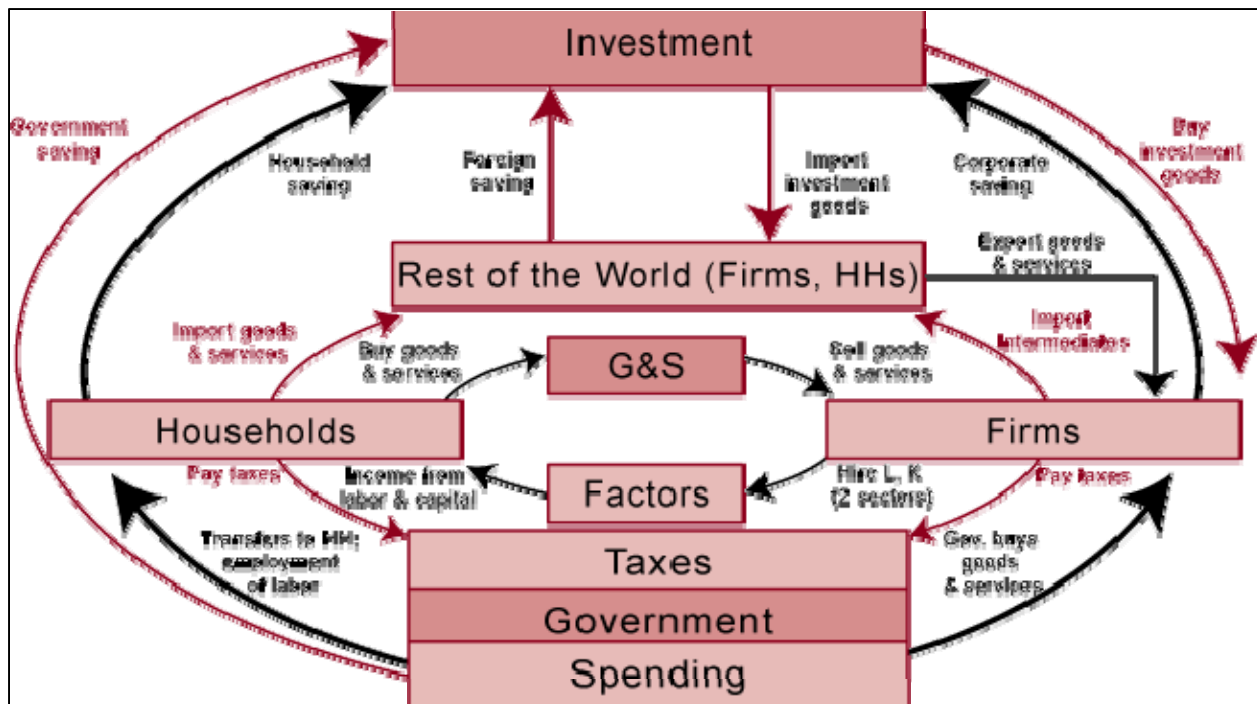 Investment
Government
saving
Household
saving
Foreign
saving
Import
investment
goods
Corporate
saving
Buy
investment
goods
Rest of the World (Firms, HHs)
Export goods
& services
Import goods
& services
Buy goods
& services
G&S
Sell goods
& services
Import
Intermediates
Households
Firms
Pay taxes
Income from
labor & capital
Factors
Hire L, K
(2 sectors)
Pay taxes
Transfers to HH;
employment
of labor
Taxes
Gov. buys
goods
& services
Government
Spending